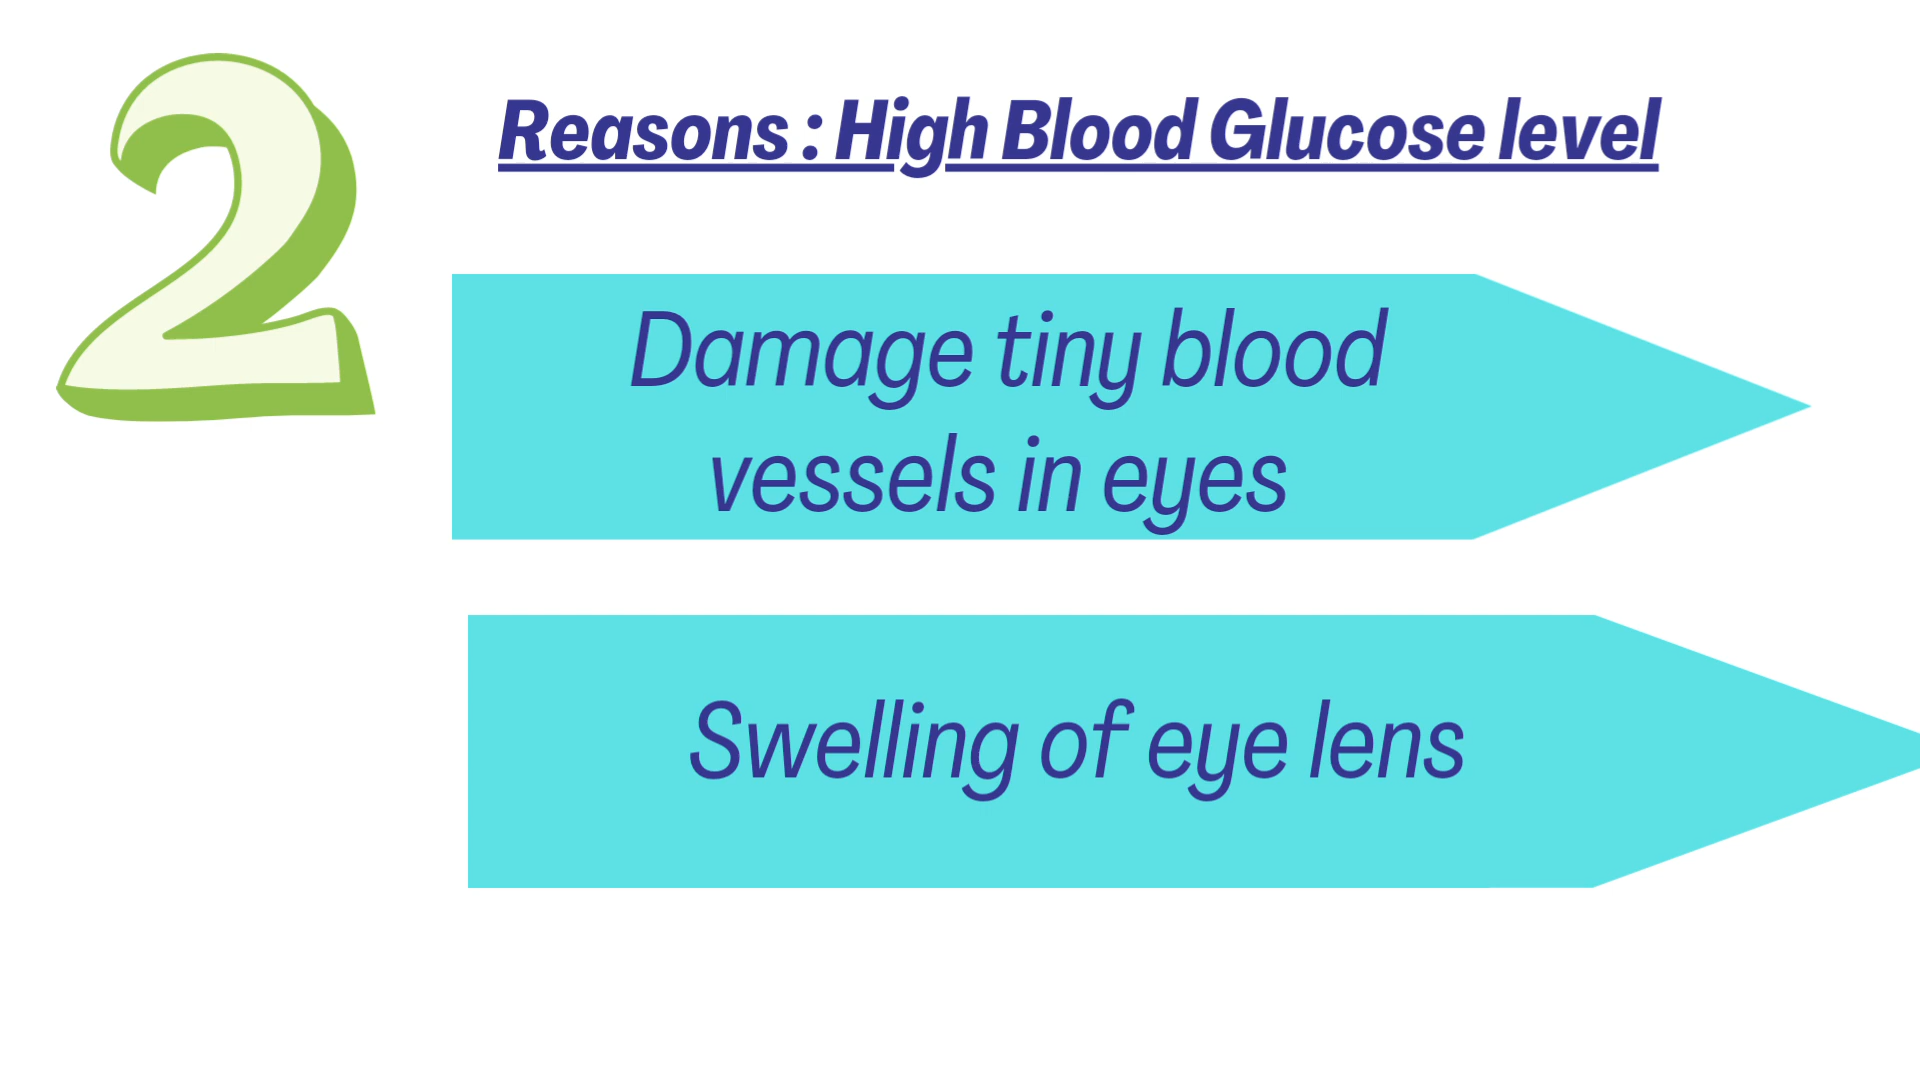 2
Reasons : High Blood Glucose level
Damage tiny blood
vessels in eyes
Swelling of eye lens